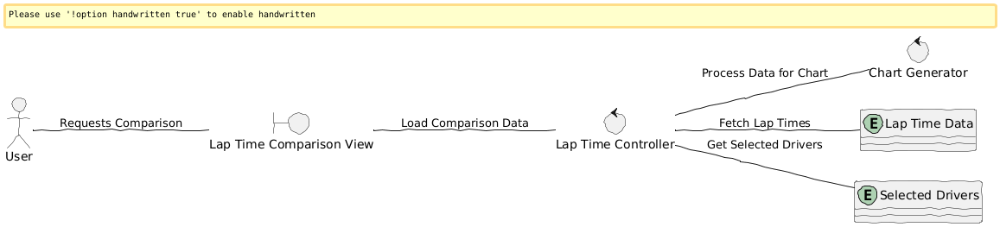 Please use '!option handwritten true' to enable handwritten
Process Data for Chart
Chart Generator
Requests Comparison
Load Comparison Data
Fetch Lap Times
E Lap Time Data
User
Lap Time Comparison View
Lap Time Controller
Get Selected Drivers
E Selected Drivers